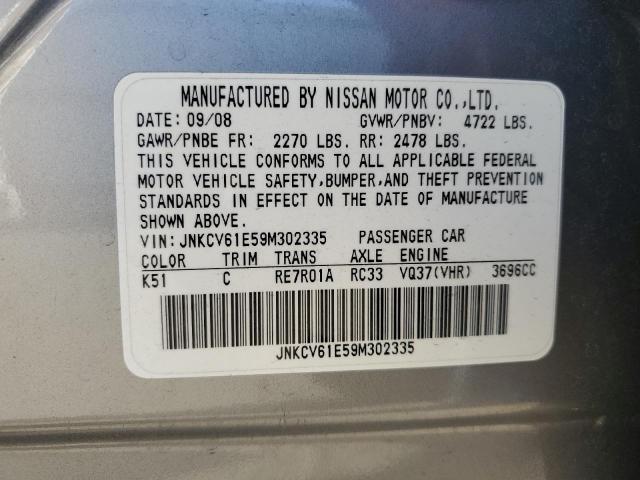 MANUFACTURED BY NISSAN MOTOR CO.,LTD.
DATE: 09/08 GVWR/PNBV: 4722 LBS.
GAWR/PNBE FR: 2270 LBS. RR: 2478 LBS.
THIS VEHICLE CONFORMS TO ALL APPLICABLE FEDERAL
MOTOR VEHICLE SAFETY,BUMPER,AND THEFT PREVENTION
STANDARDS IN EFFECT ON THE DATE OF MANUFACTURE
SHOWN ABOVE.
VIN:JNKCV61E59M302335 PASSENGER CAR
COLOR TRIM TRANS AXLE ENGINE
K51 C RE7R01A RC33 VQ37(VHR) 3696CC
JNKCV61E59M302335